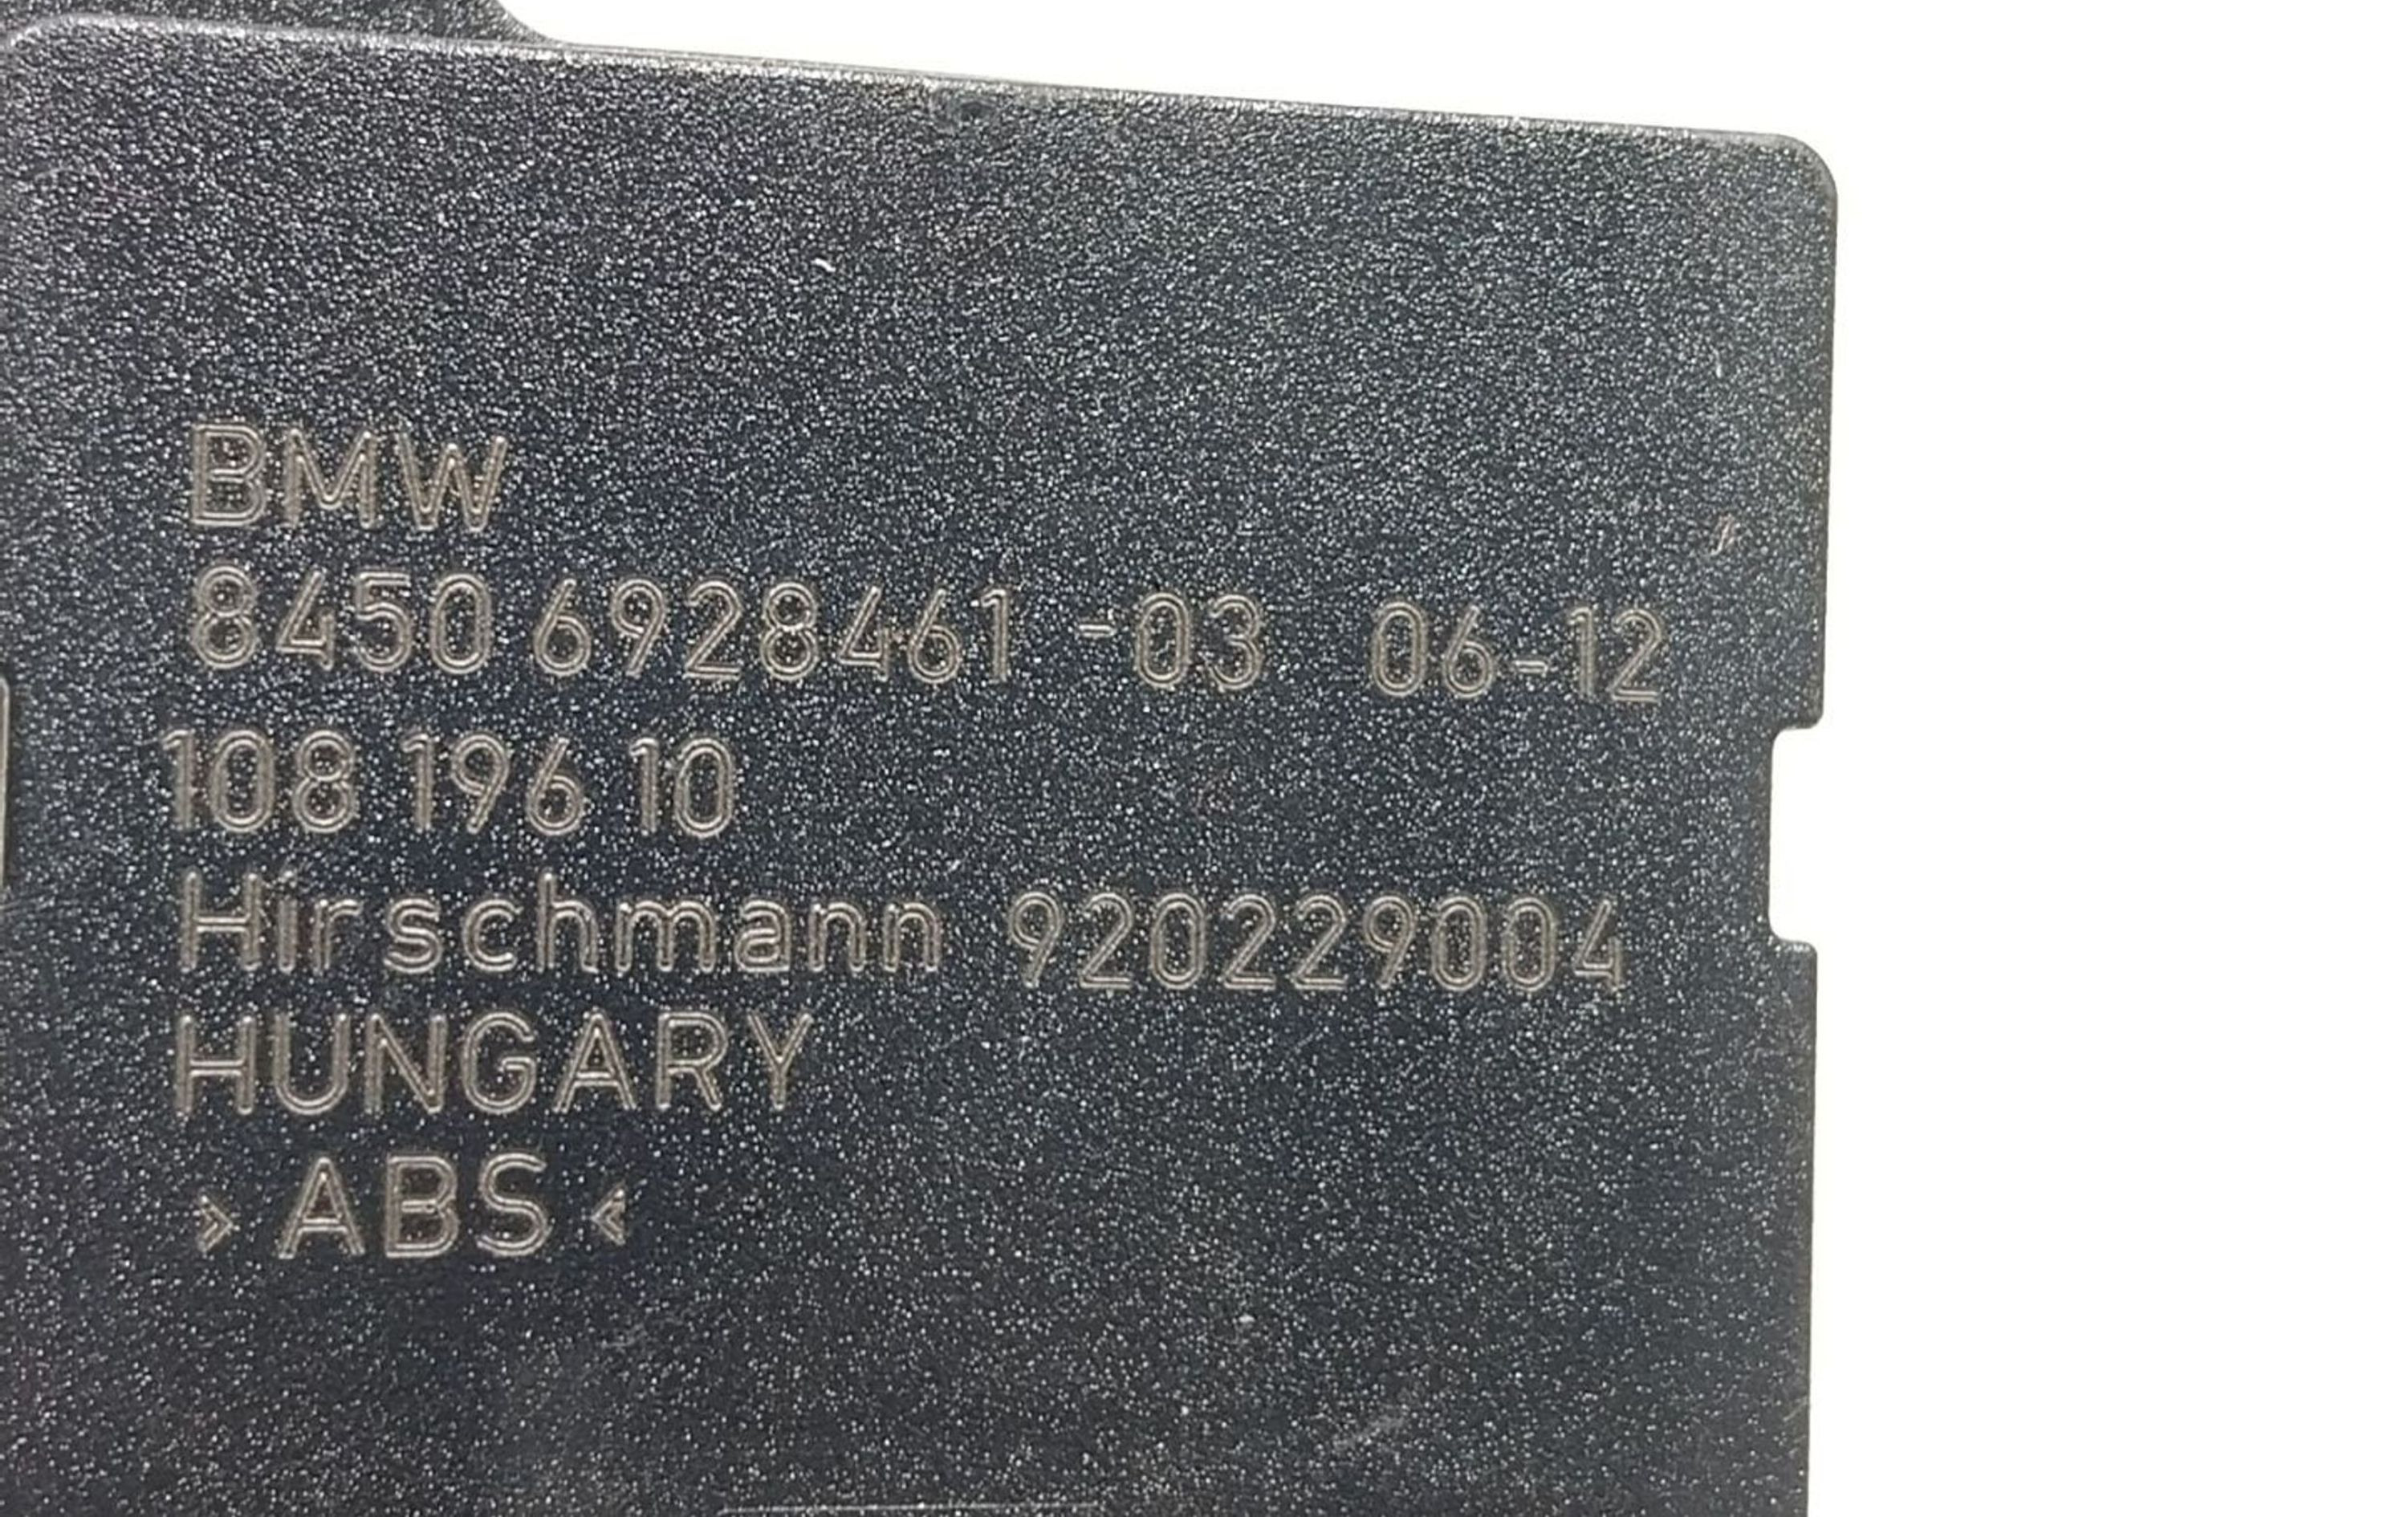 BMW
8450 6928461 -03 06-12
108 196 10
Hirschmann 920229004
HUNGARY
>ABS<